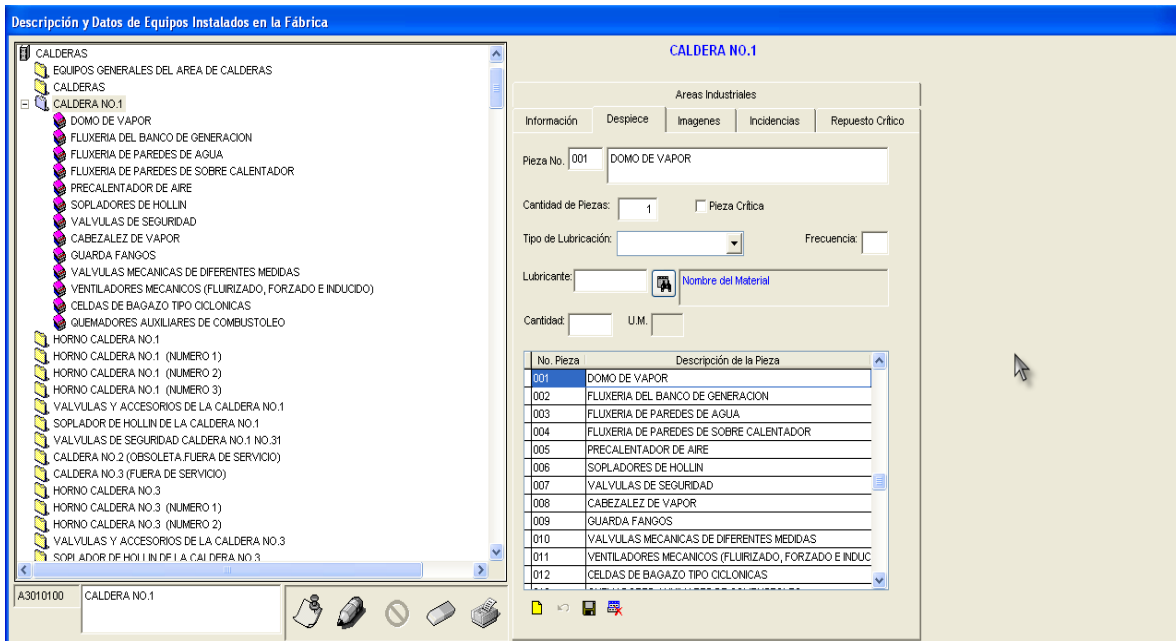 Descripción y Datos de Equipos Instalados en la Fábrica
CALDERAS
EQUIPOS GENERALES DEL AREA DE CALDERAS
CALDERAS
CALDERA NO.1
DOMO DE VAPOR
FLUXERIA DEL BANCO DE GENERACION
FLUXERIA DE PAREDES DE AGUA
FLUXERIA DE PAREDES DE SOBRE CALENTADOR
PRECALENTADOR DE AIRE
SOPLADORES DE HOLLIN
VALVULAS DE SEGURIDAD
CABEZALEZ DE VAPOR
GUARDA FANGOS
VALVULAS MECANICAS DE DIFERENTES MEDIDAS
VENTILADORES MECANICOS (FLUIRIZADO, FORZADO E INDUCIDO)
CELDAS DE BAGAZO TIPO CICLONICAS
QUEMADORES AUXILIARES DE COMBUSTOLEO
HORNO CALDERA NO.1
HORNO CALDERA NO.1 (NUMERO 1)
HORNO CALDERA NO.1 (NUMERO 2)
HORNO CALDERA NO.1 (NUMERO 3)
VALVULAS Y ACCESORIOS DE LA CALDERA NO.1
SOPLADOR DE HOLLIN DE LA CALDERA NO.1
VALVULAS DE SEGURIDAD CALDERA NO.1 NO.31
CALDERA NO.2 (OBSOLETA.FUERA DE SERVICIO)
CALDERA NO.3 (FUERA DE SERVICIO)
HORNO CALDERA NO.3
HORNO CALDERA NO.3 (NUMERO 1)
HORNO CALDERA NO.3 (NUMERO 2)
VALVULAS Y ACCESORIOS DE LA CALDERA NO.3
SOPLADOR DE HOLLIN DE LA CALDERA NO.3
A3010100 CALDERA NO.1
CALDERA NO.1
Areas Industriales
Información Despiece Imagenes Incidencias Repuesto Crítico
Pieza No. 001 DOMO DE VAPOR
Cantidad de Piezas: 1 Pieza Crítica
Tipo de Lubricación: Frecuencia:
Lubricante: Nombre del Material
Cantidad: U.M.
No. Pieza Descripción de la Pieza
001 DOMO DE VAPOR
002 FLUXERIA DEL BANCO DE GENERACION
003 FLUXERIA DE PAREDES DE AGUA
004 FLUXERIA DE PAREDES DE SOBRE CALENTADOR
005 PRECALENTADOR DE AIRE
006 SOPLADORES DE HOLLIN
007 VALVULAS DE SEGURIDAD
008 CABEZALEZ DE VAPOR
009 GUARDA FANGOS
010 VALVULAS MECANICAS DE DIFERENTES MEDIDAS
011 VENTILADORES MECANICOS (FLUIRIZADO, FORZADO E INDUC
012 CELDAS DE BAGAZO TIPO CICLONICAS